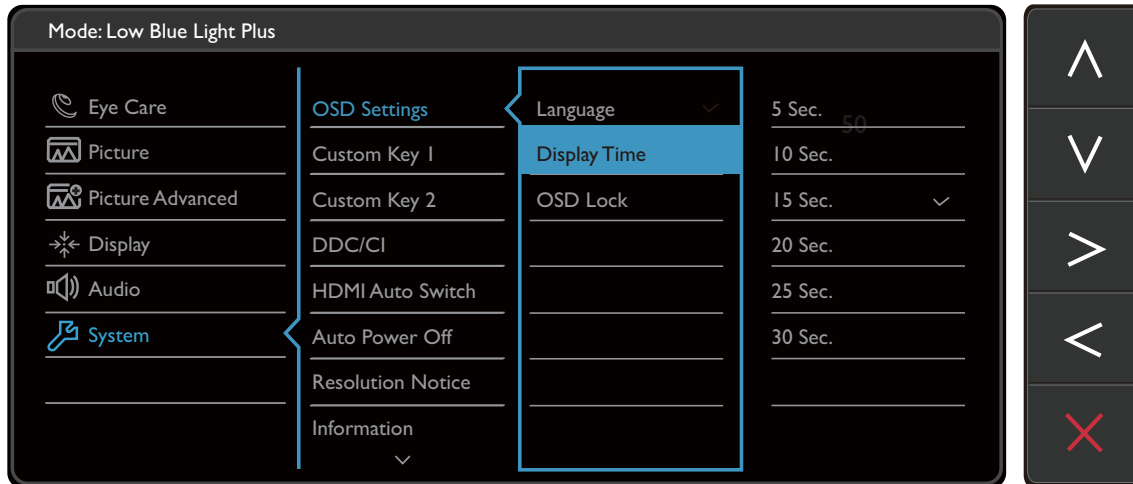 Mode: Low Blue Light Plus
Eye Care
Picture
Picture Advanced
Display
Audio
System
OSD Settings
Custom Key 1
Custom Key 2
DDC/CI
HDMI Auto Switch
Auto Power Off
Resolution Notice
Information
Language
Display Time
OSD Lock
5 Sec.
50
10 Sec.
15 Sec.
20 Sec.
25 Sec.
30 Sec.